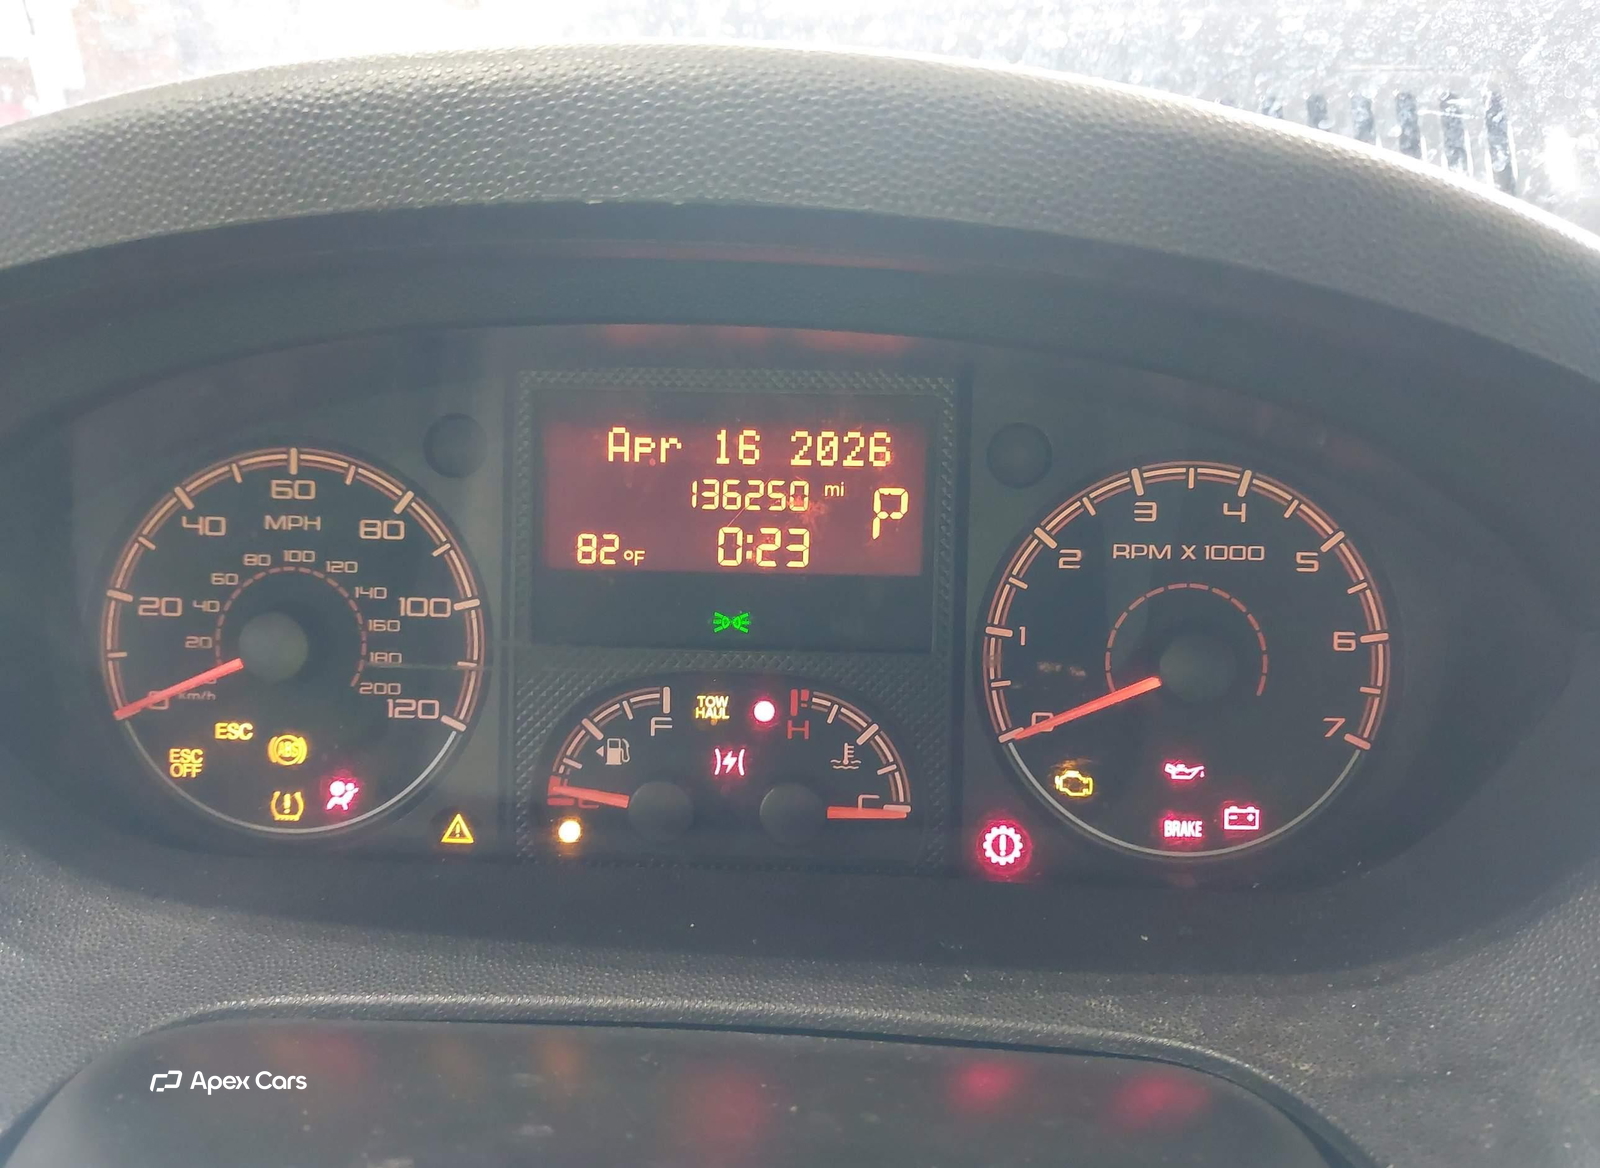 Apr 16 2026
136250 mi
P
82°F 0:23
60
40 MPH 80
80 100 120
60 140
20 40 100
160
20
180
km/h 200
0 120
ESC
ESC OFF
ABS
F
TOW
HAUL
H
C
3 4
2 RPM X 1000 5
1 6
0 7
BRAKE
Apex Cars